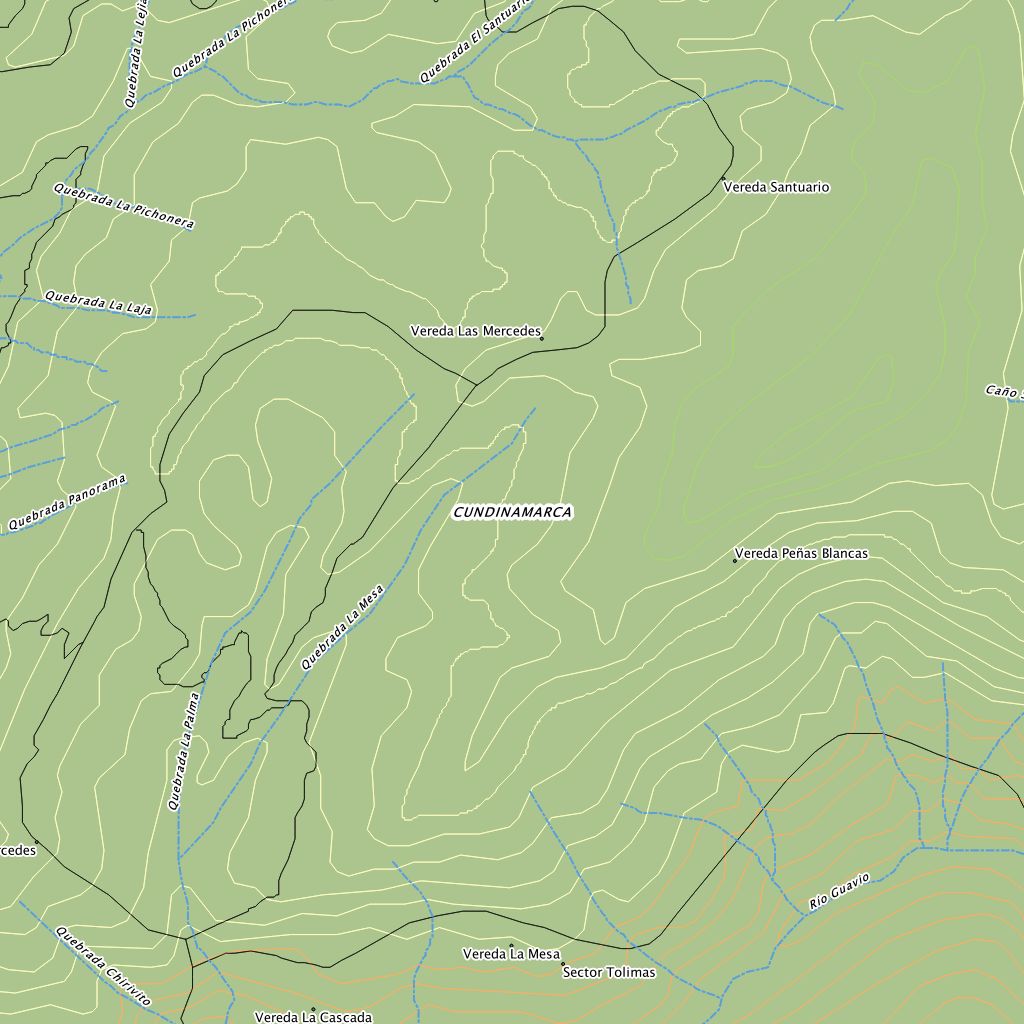 Quebrada La Lejía
Quebrada La Pichonera
Quebrada El Santuario
Vereda Santuario
Quebrada La Pichonera
Quebrada La Laja
Vereda Las Mercedes
Caño
Quebrada Panorama
CUNDINAMARCA
Vereda Peñas Blancas
Quebrada La Mesa
Quebrada La Palma
rcedes
Río Guavio
Quebrada Chirivito
Vereda La Mesa
Sector Tolimas
Vereda La Cascada